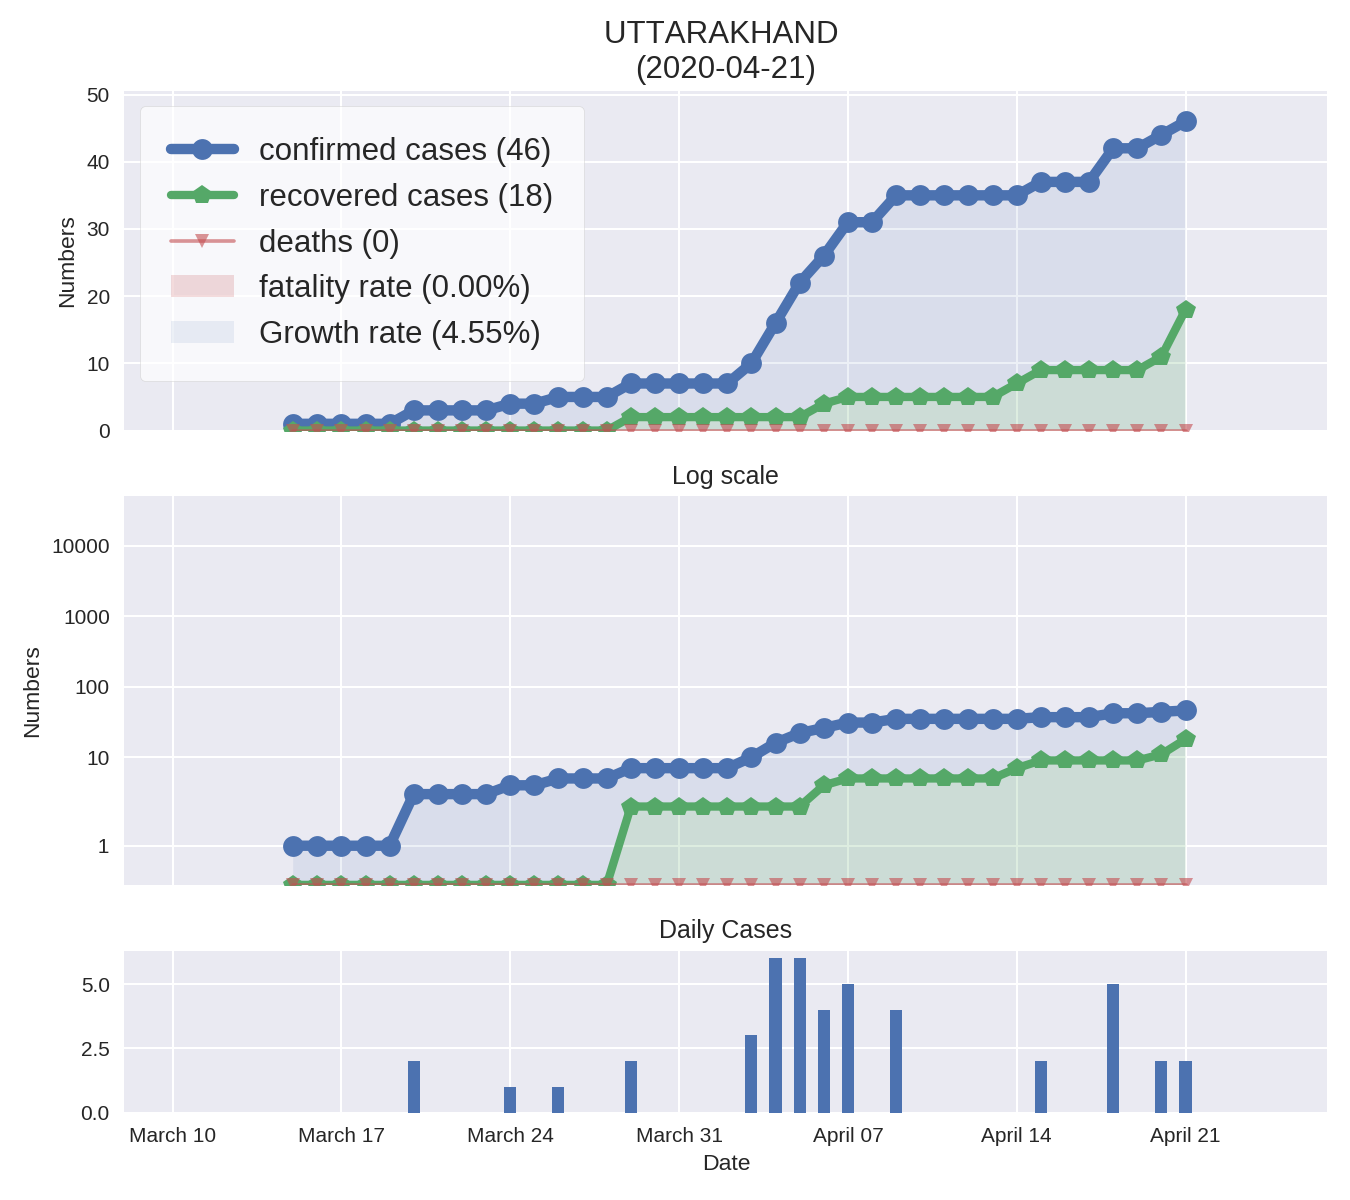 UTTARAKHAND
(2020-04-21)
50
40
30
20
10
0
Numbers
confirmed cases (46)
recovered cases (18)
deaths (0)
fatality rate (0.00%)
Growth rate (4.55%)
Log scale
10000
1000
100
10
1
Numbers
Daily Cases
5.0
2.5
0.0
March 10 March 17 March 24 March 31 April 07 April 14 April 21
Date